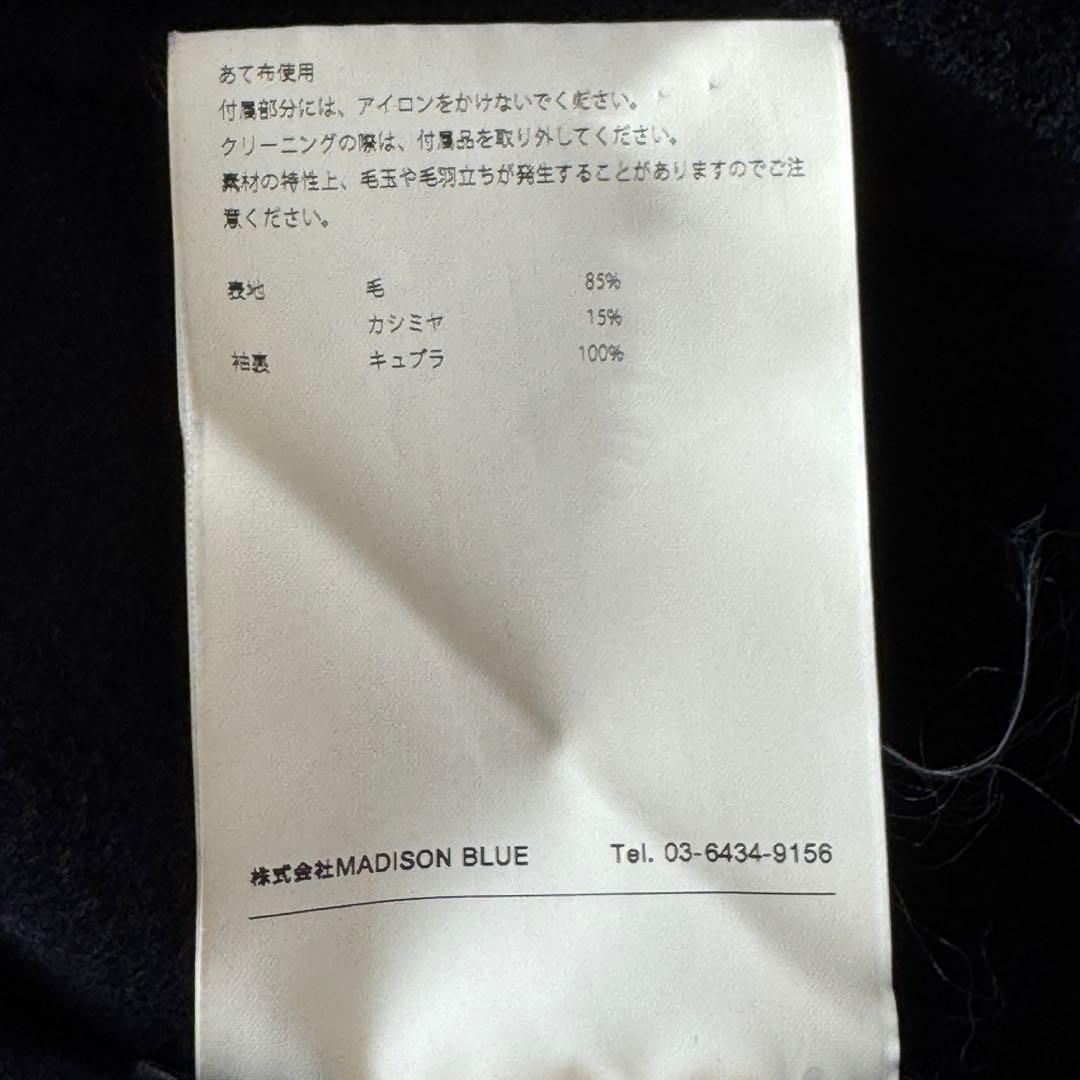 あて布使用
付属部分には、アイロンをかけないでください。
クリーニングの際は、付属品を取り外してください。
素材の特性上、毛玉や毛羽立ちが発生することがありますのでご注
意ください。
表地 毛 85%
カシミヤ 15%
袖裏 キュプラ 100%
株式会社MADISON BLUE Tel. 03-6434-9156